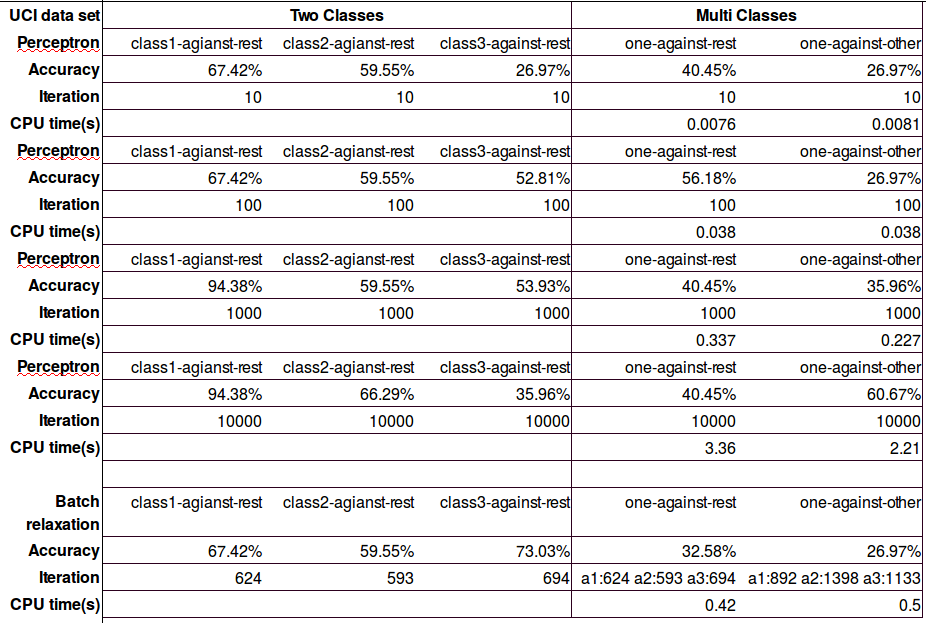 UCI data set Two Classes Multi Classes
Perceptron class1-agianst-rest class2-agianst-rest class3-against-rest one-against-rest one-against-other
Accuracy 67.42% 59.55% 26.97% 40.45% 26.97%
Iteration 10 10 10 10 10
CPU time(s) 0.0076 0.0081
Perceptron class1-agianst-rest class2-agianst-rest class3-against-rest one-against-rest one-against-other
Accuracy 67.42% 59.55% 52.81% 56.18% 26.97%
Iteration 100 100 100 100 100
CPU time(s) 0.038 0.038
Perceptron class1-agianst-rest class2-agianst-rest class3-against-rest one-against-rest one-against-other
Accuracy 94.38% 59.55% 53.93% 40.45% 35.96%
Iteration 1000 1000 1000 1000 1000
CPU time(s) 0.337 0.227
Perceptron class1-agianst-rest class2-agianst-rest class3-against-rest one-against-rest one-against-other
Accuracy 94.38% 66.29% 35.96% 40.45% 60.67%
Iteration 10000 10000 10000 10000 10000
CPU time(s) 3.36 2.21
Batch class1-agianst-rest class2-agianst-rest class3-against-rest one-against-rest one-against-other
relaxation
Accuracy 67.42% 59.55% 73.03% 32.58% 26.97%
Iteration 624 593 694 a1:624 a2:593 a3:694 a1:892 a2:1398 a3:1133
CPU time(s) 0.42 0.5